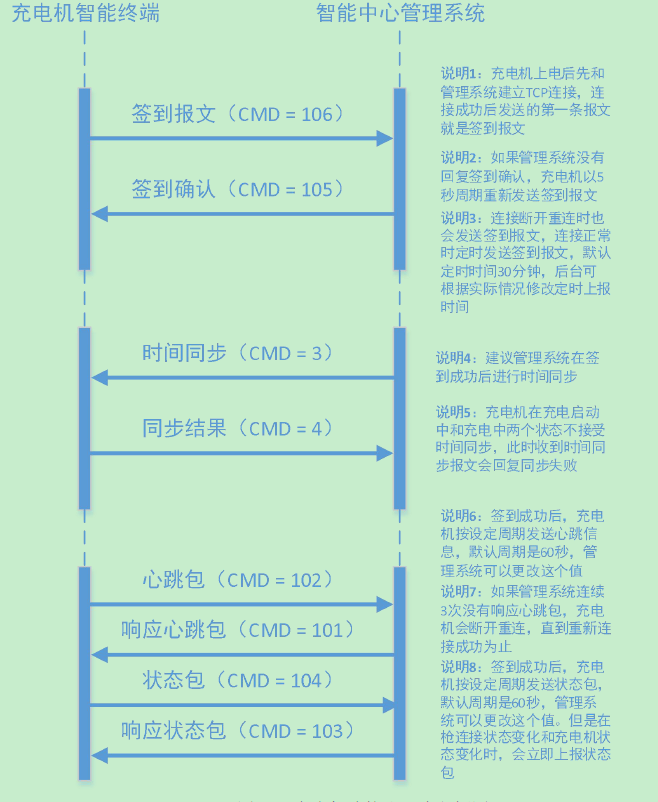 充电机智能终端
智能中心管理系统
签到报文（CMD = 106）
签到确认（CMD = 105）
说明1：充电机上电后先和
管理系统建立TCP连接，连
接成功后发送的第一条报文
就是签到报文
说明2：如果管理系统没有
回复签到确认，充电机以5
秒周期重新发送签到报文
说明3：连接断开重连时也
会发送签到报文，连接正常
时定时发送签到报文，默认
定时时间30分钟，后台可
根据实际情况修改定时上报
时间
时间同步（CMD = 3）
同步结果（CMD = 4）
说明4：建议管理系统在签
到成功后进行时间同步
说明5：充电机在充电启动
中和充电中两个状态不接受
时间同步，此时收到时间同
步报文会回复同步失败
心跳包（CMD = 102）
响应心跳包（CMD = 101）
状态包（CMD = 104）
响应状态包（CMD = 103）
说明6：签到成功后，充电
机按设定周期发送心跳信
息，默认周期是60秒，管
理系统可以更改这个值
说明7：如果管理系统连续
3次没有响应心跳包，充电
机会断开重连，直到重新连
接成功为止
说明8：签到成功后，充电
机按设定周期发送状态包，
默认周期是60秒，管理系
统可以更改这个值。但是在
枪连接状态变化和充电机状
态变化时，会立即上报状态
包